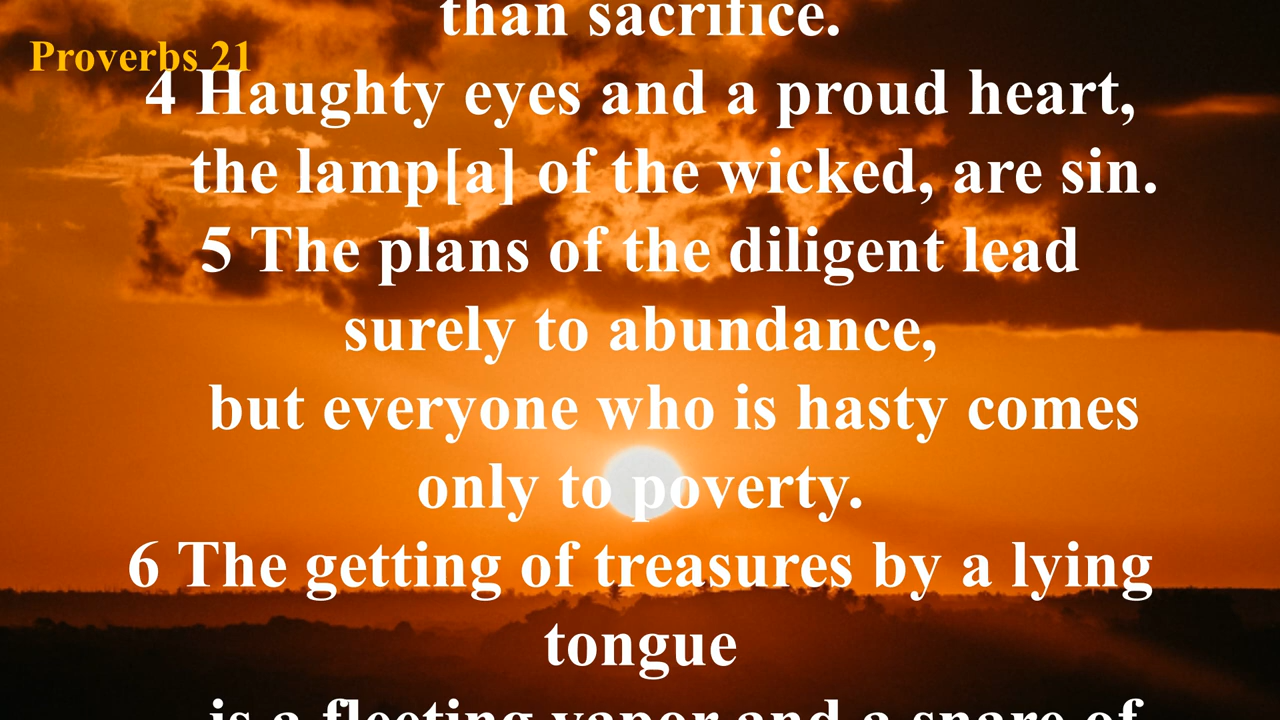 than sacrifice.
Proverbs 21
4 Haughty eyes and a proud heart,
the lamp[a] of the wicked, are sin.
5 The plans of the diligent lead
surely to abundance,
but everyone who is hasty comes
only to poverty.
6 The getting of treasures by a lying
tongue
is a fleeting vapor and a snare of